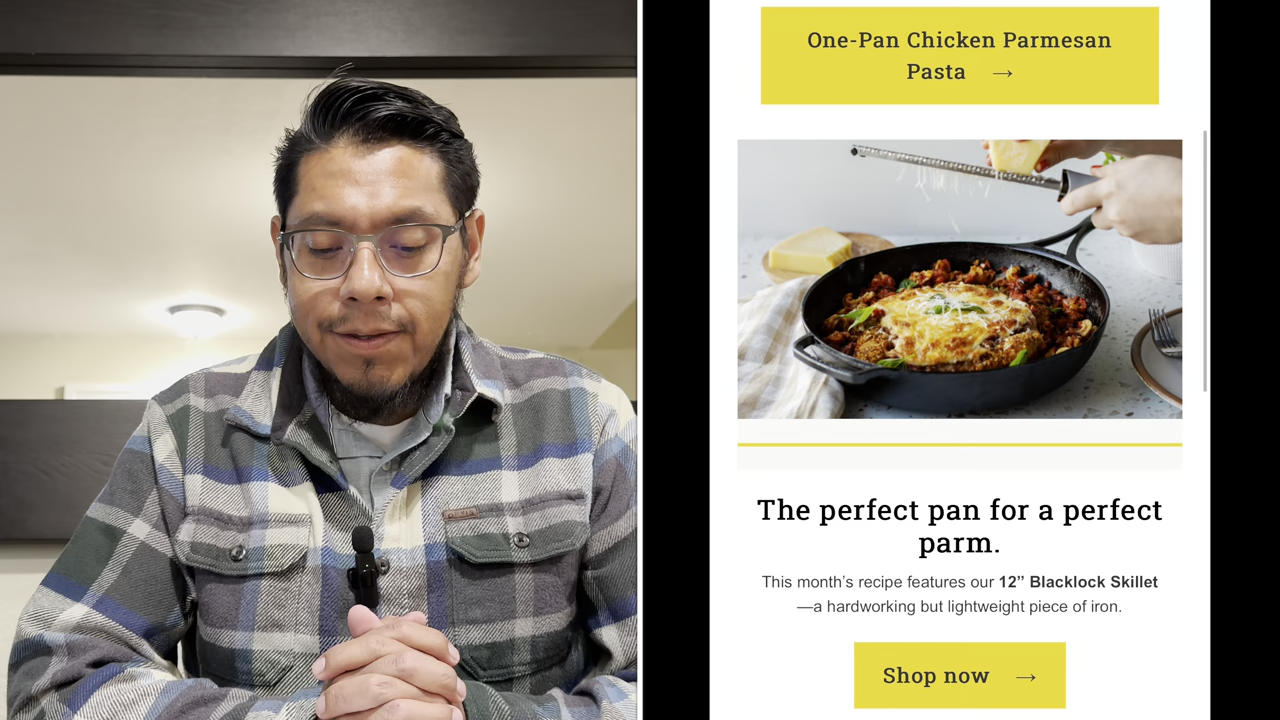 One-Pan Chicken Parmesan
Pasta →
The perfect pan for a perfect
parm.
This month’s recipe features our 12” Blacklock Skillet
—a hardworking but lightweight piece of iron.
Shop now →